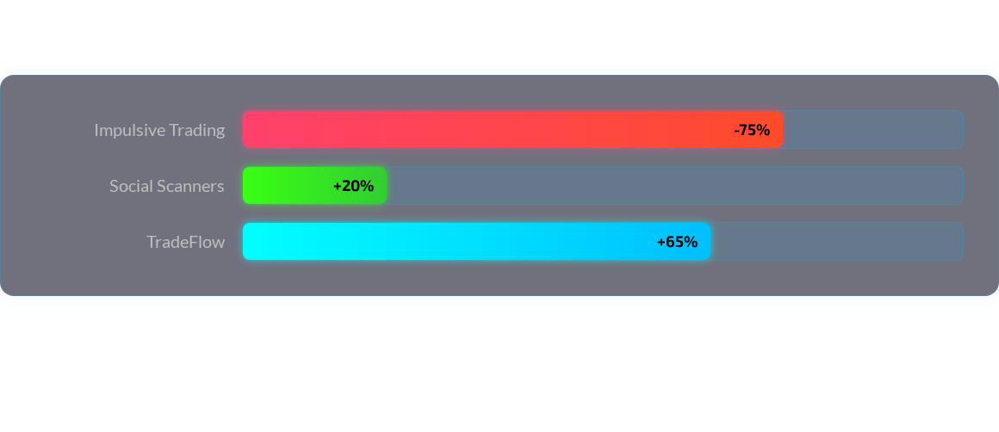 Impulsive Trading -75%
Social Scanners +20%
TradeFlow +65%